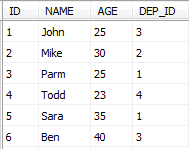 ID NAME AGE DEP_ID
1 John 25 3
2 Mike 30 2
3 Parm 25 1
4 Todd 23 4
5 Sara 35 1
6 Ben 40 3